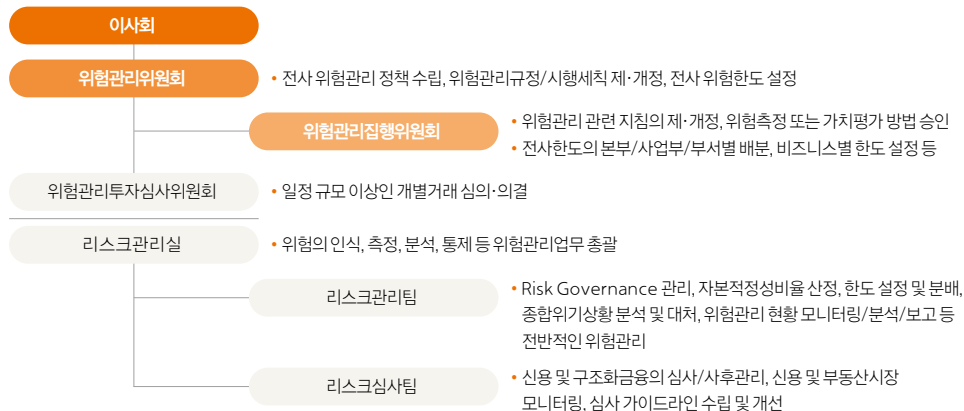 이사회
위험관리위원회
• 전사 위험관리 정책 수립, 위험관리규정/시행세칙 제·개정, 전사 위험한도 설정
위험관리집행위원회
• 위험관리 관련 지침의 제·개정, 위험측정 또는 가치평가 방법 승인
• 전사한도의 본부/사업부/부서별 배분, 비즈니스별 한도 설정 등
위험관리투자심사위원회
• 일정 규모 이상인 개별거래 심의·의결
리스크관리실
• 위험의 인식, 측정, 분석, 통제 등 위험관리업무 총괄
리스크관리팀
• Risk Governance 관리, 자본적정성비율 산정, 한도 설정 및 분배,
종합위기상황 분석 및 대처, 위험관리 현황 모니터링/분석/보고 등
전반적인 위험관리
리스크심사팀
• 신용 및 구조화금융의 심사/사후관리, 신용 및 부동산시장
모니터링, 심사 가이드라인 수립 및 개선